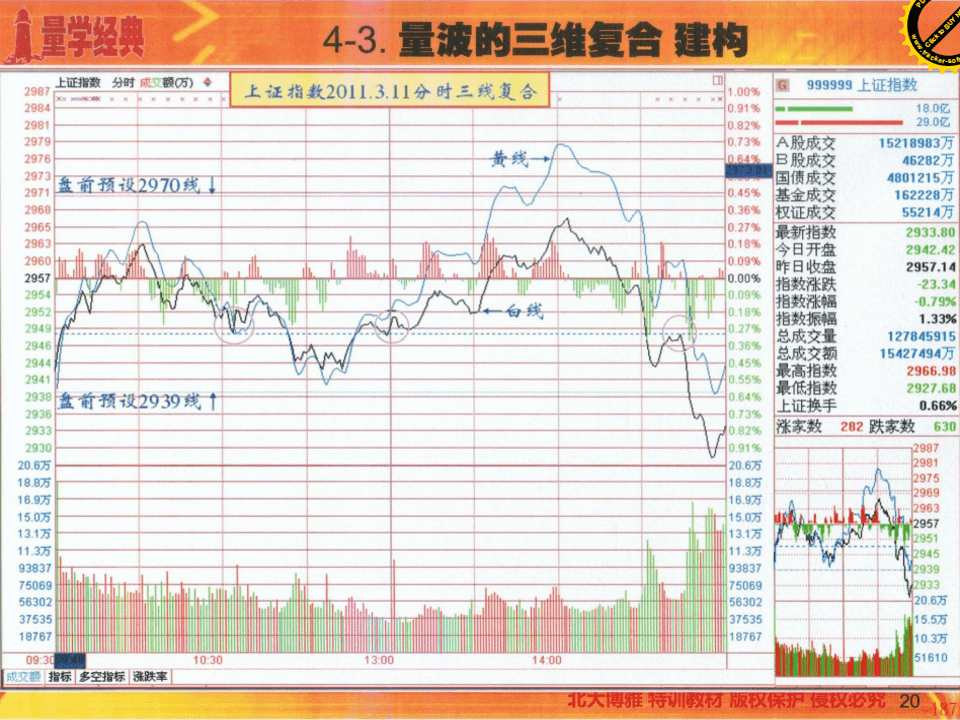 量学经典
4-3. 量波的三维复合 建构
Click to BUY
上证指数 分时 成交额(万)
上证指数2011.3.11分时三线复合
盘前预设2970线↓
黄线→
←白线
盘前预设2939线↑
2987
2984
2981
2979
2976
2973
2971
2968
2965
2963
2960
2957
2954
2952
2949
2946
2944
2941
2938
2936
2933
2930
20.6万
18.8万
16.9万
15.0万
13.1万
11.3万
93837
75069
56302
37535
18767
1.00%
0.91%
0.82%
0.73%
0.64%
0.45%
0.36%
0.27%
0.18%
0.09%
0.00%
0.09%
0.18%
0.27%
0.36%
0.45%
0.55%
0.64%
0.73%
0.82%
0.91%
20.6万
18.8万
16.9万
15.0万
13.1万
11.3万
93837
75069
56302
37535
18767
09:30 10:30 13:00 14:00
成交额 指标 多空指标 涨跌率
G 999999 上证指数
18.0亿
29.0亿
A股成交 15218983万
B股成交 46282万
国债成交 4801215万
基金成交 162228万
权证成交 55214万
最新指数 2933.80
今日开盘 2942.42
昨日收盘 2957.14
指数涨跌 -23.34
指数涨幅 -0.79%
指数振幅 1.33%
总成交量 127845915
总成交额 15427494万
最高指数 2966.98
最低指数 2927.68
上证换手 0.66%
涨家数 282 跌家数 630
2987
2981
2975
2969
2963
2957
2951
2945
2939
2933
20.6万
15.5万
10.3万
51610
北大博雅 特训教材 版权保护 侵权必究 20
-187